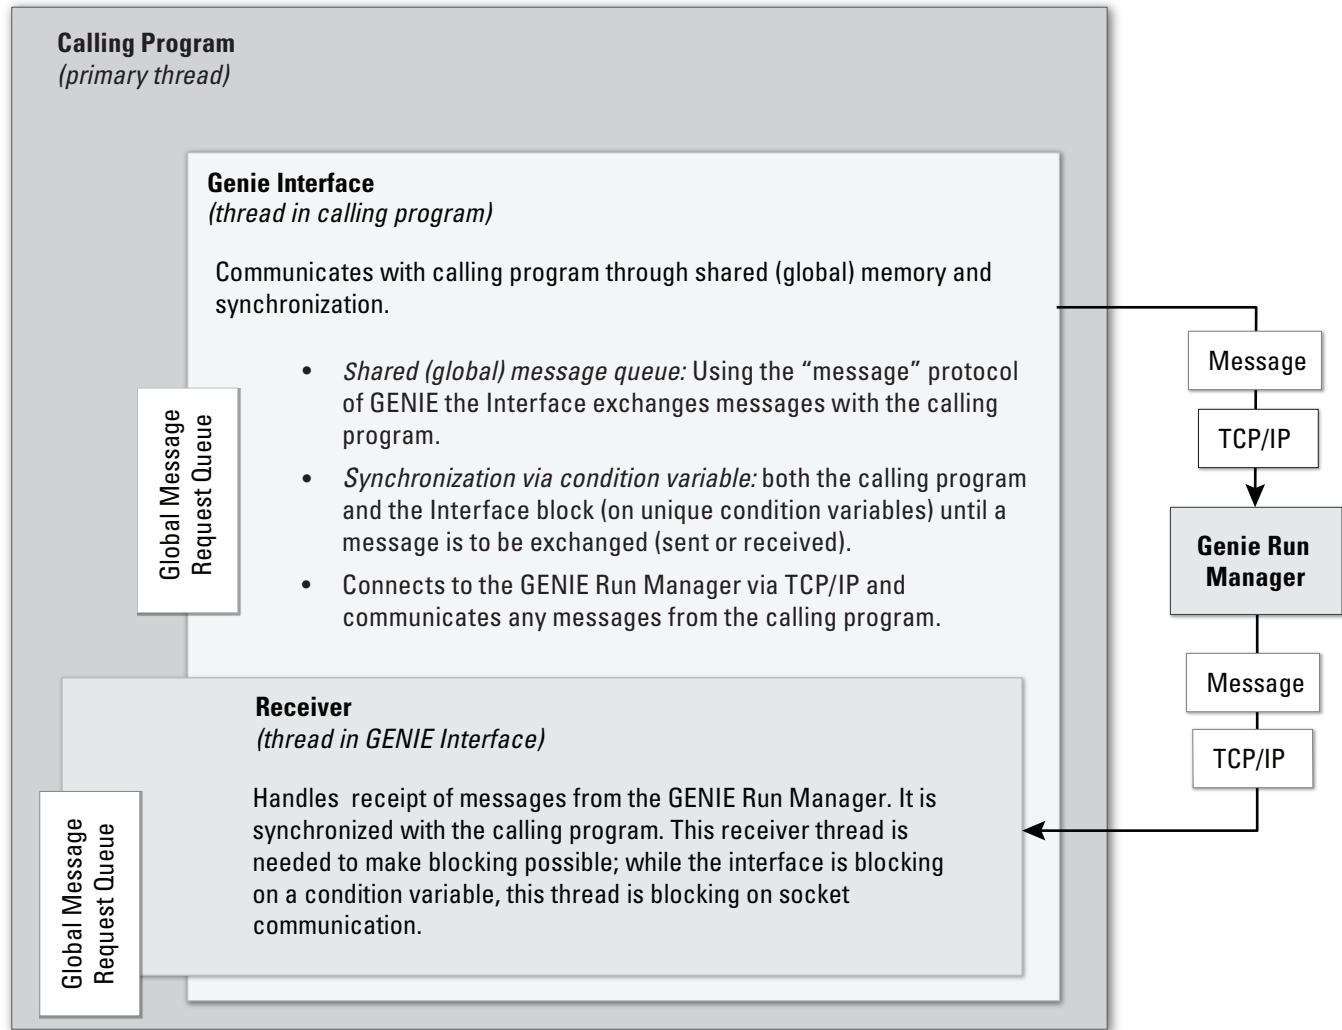 Calling Program
(primary thread)
Genie Interface
(thread in calling program)
Communicates with calling program through shared (global) memory and
synchronization.
• Shared (global) message queue: Using the “message” protocol
of GENIE the Interface exchanges messages with the calling
program.
• Synchronization via condition variable: both the calling program
and the Interface block (on unique condition variables) until a
message is to be exchanged (sent or received).
• Connects to the GENIE Run Manager via TCP/IP and
communicates any messages from the calling program.
Global Message
Request Queue
Receiver
(thread in GENIE Interface)
Handles receipt of messages from the GENIE Run Manager. It is
synchronized with the calling program. This receiver thread is
needed to make blocking possible; while the interface is blocking
on a condition variable, this thread is blocking on socket
communication.
Global Message
Request Queue
Message
TCP/IP
Genie Run
Manager
Message
TCP/IP